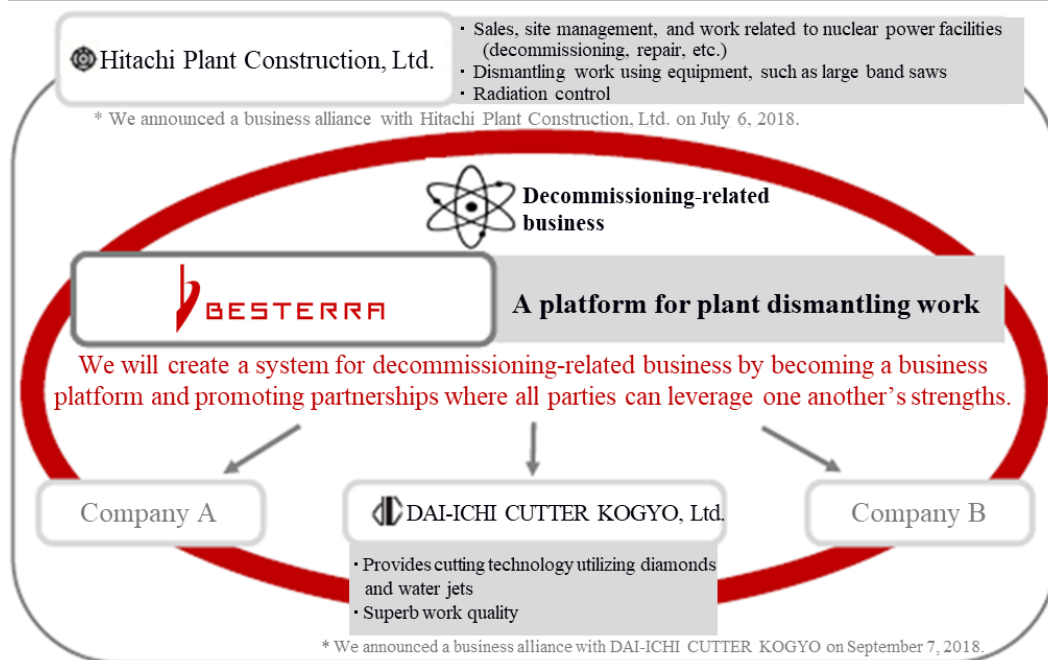 Hitachi Plant Construction, Ltd.
・Sales, site management, and work related to nuclear power facilities
(decommissioning, repair, etc.)
・Dismantling work using equipment, such as large band saws
・Radiation control
* We announced a business alliance with Hitachi Plant Construction, Ltd. on July 6, 2018.
Decommissioning-related
business
BESTERRA
A platform for plant dismantling work
We will create a system for decommissioning-related business by becoming a business
platform and promoting partnerships where all parties can leverage one another’s strengths.
Company A
DAI-ICHI CUTTER KOGYO, Ltd.
Company B
・Provides cutting technology utilizing diamonds
and water jets
・Superb work quality
* We announced a business alliance with DAI-ICHI CUTTER KOGYO on September 7, 2018.